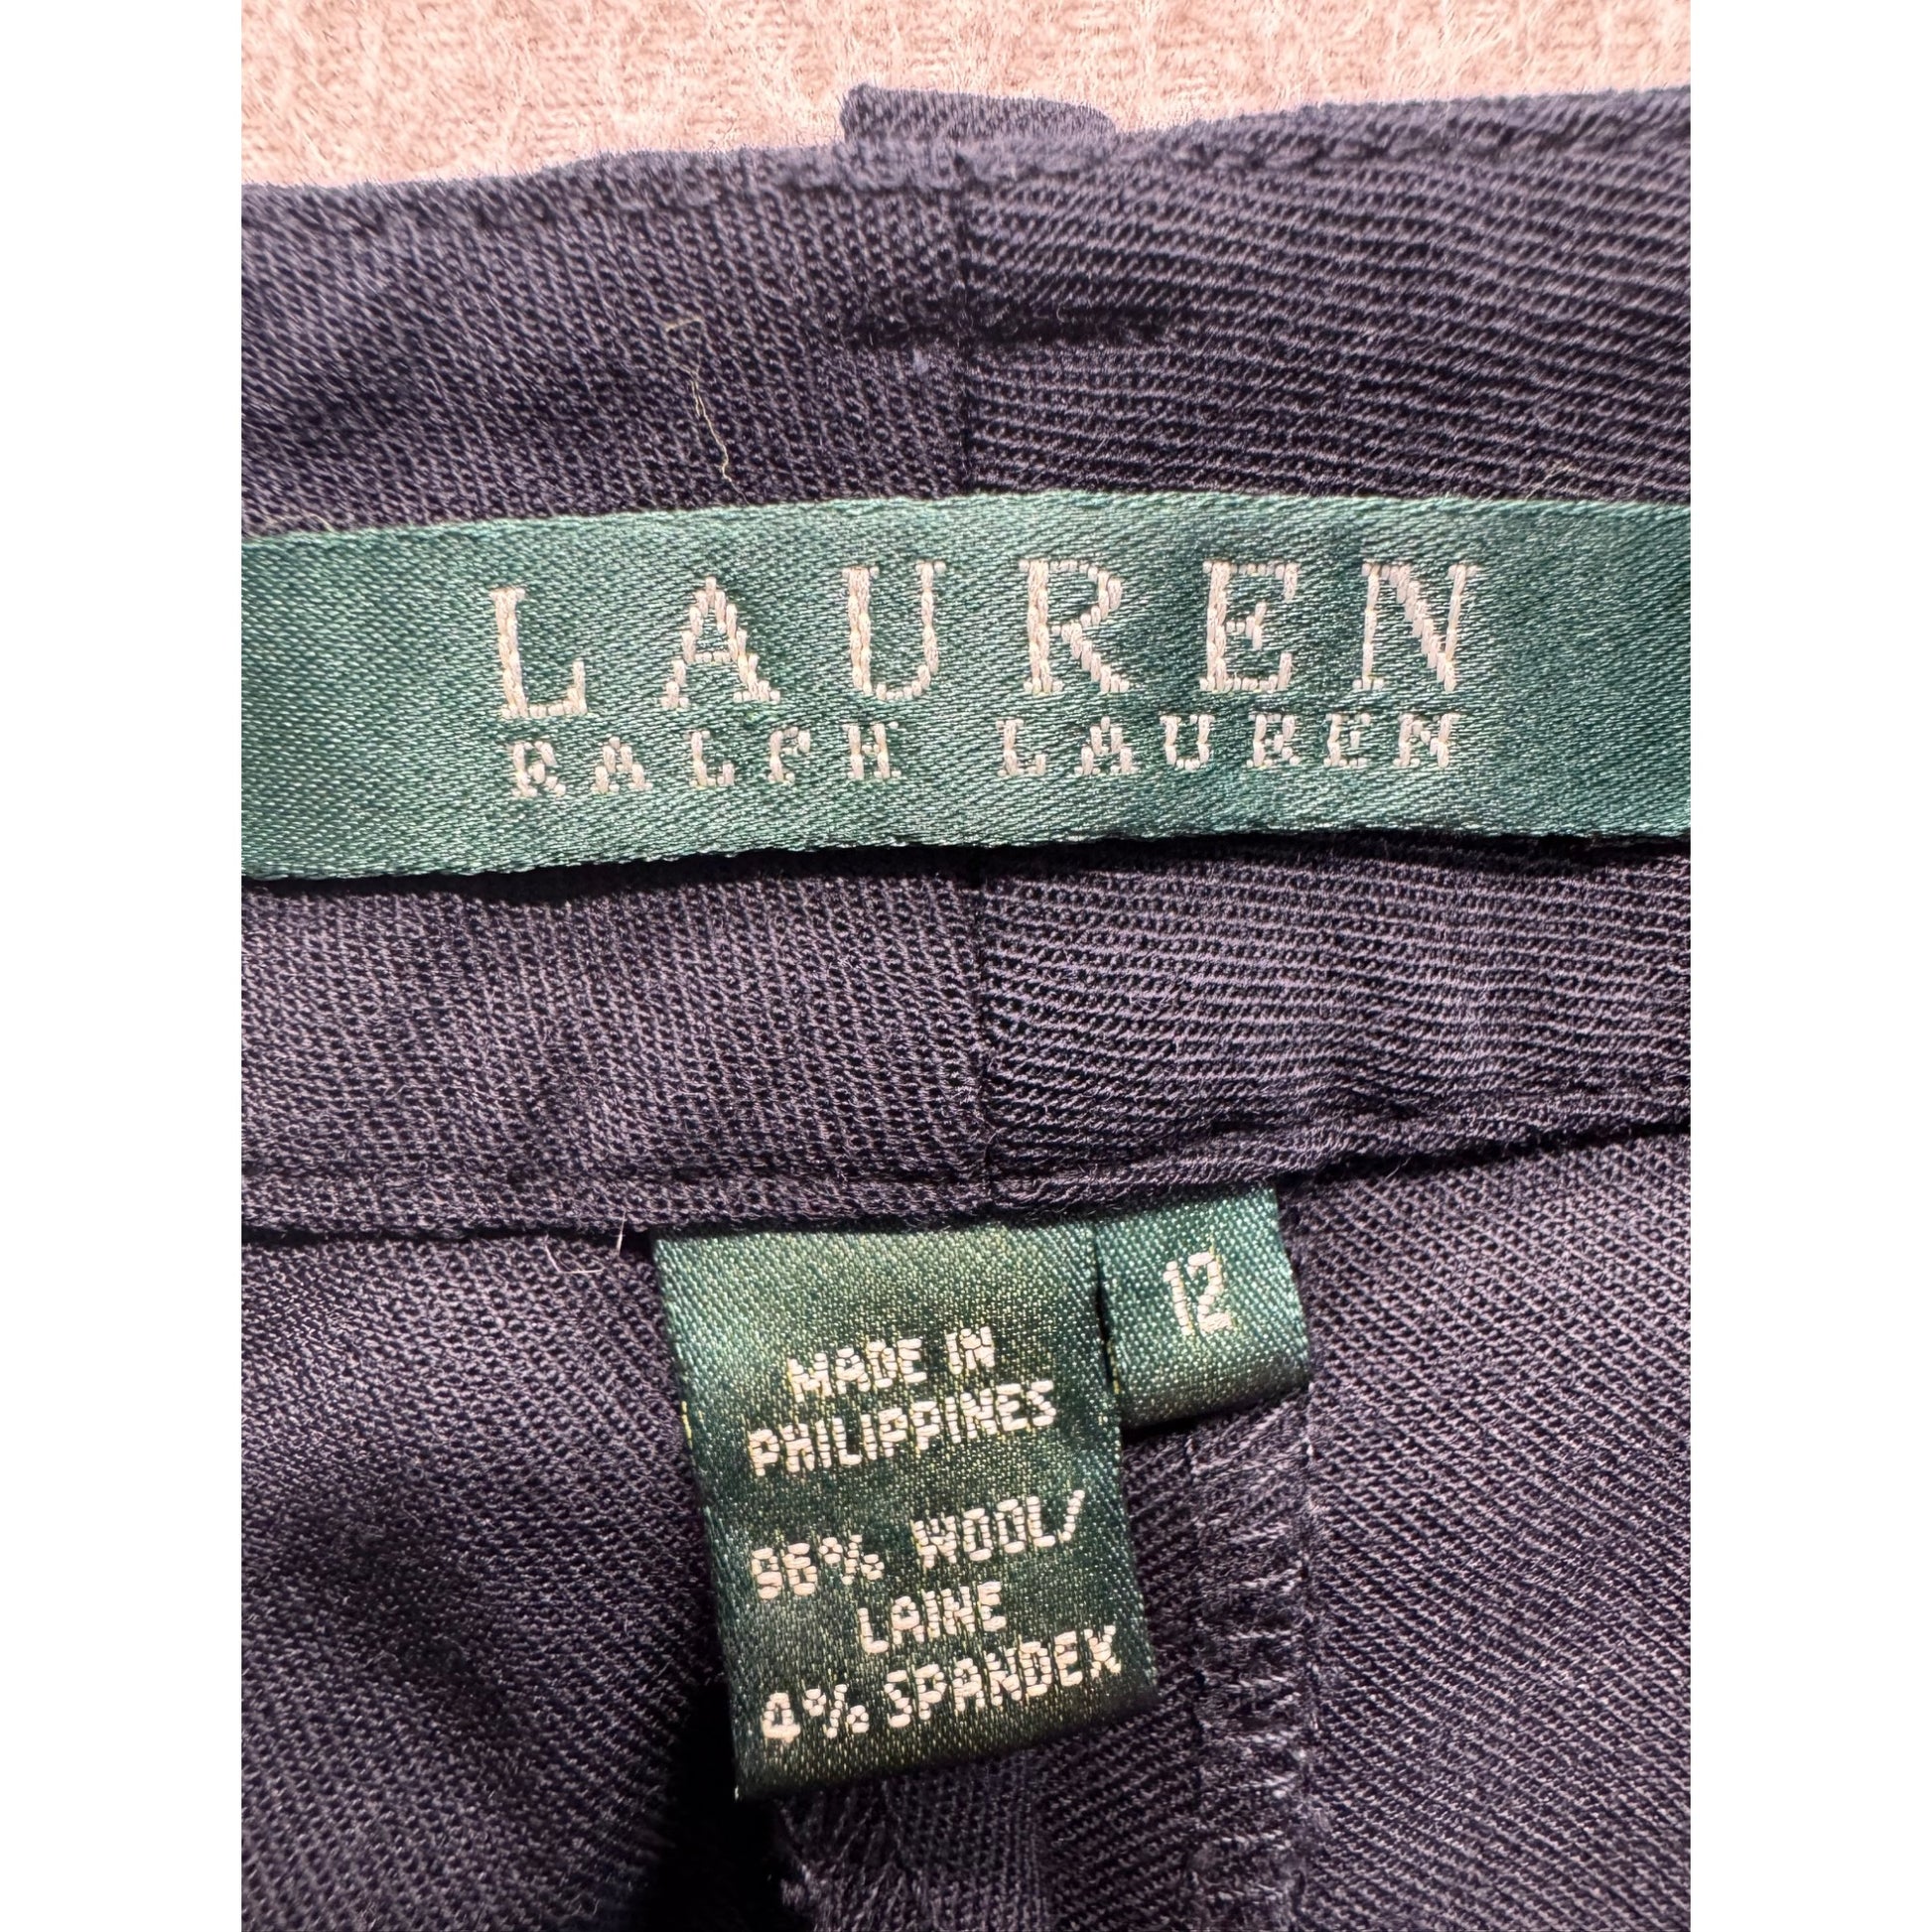 LAUREN
RALPH LAUREN
12
MADE IN
PHILIPPINES
96% WOOL/
LAINE
4% SPANDEX